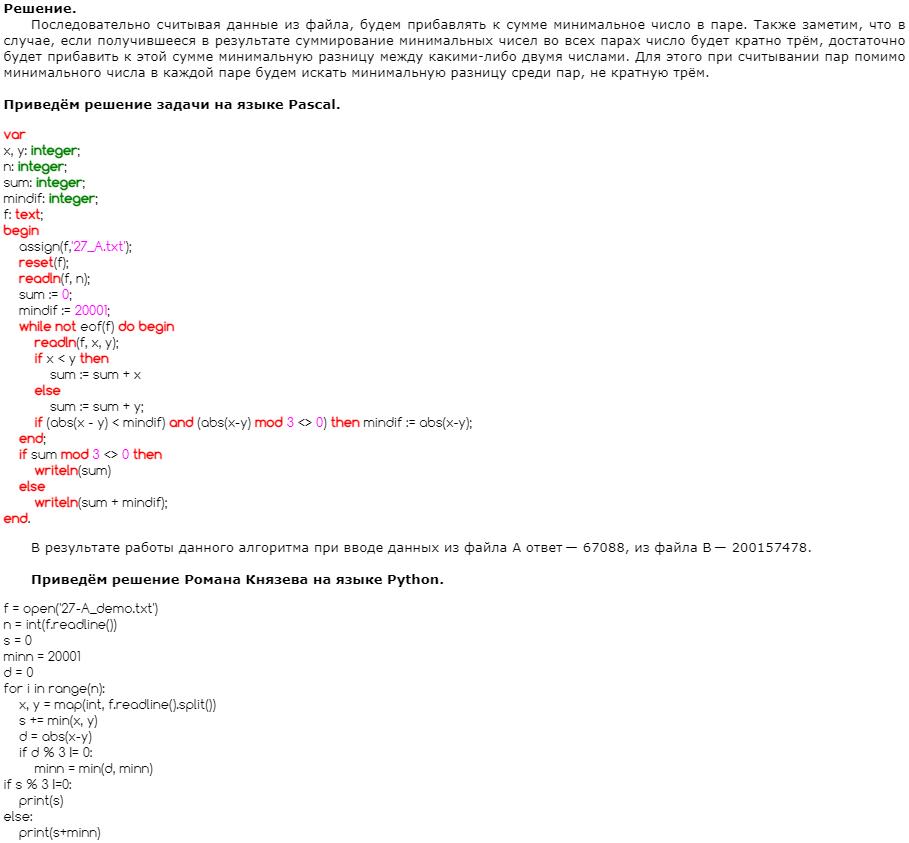 Решение.
Последовательно считывая данные из файла, будем прибавлять к сумме минимальное число в паре. Также заметим, что в
случае, если получившееся в результате суммирование минимальных чисел во всех парах число будет кратно трём, достаточно
будет прибавить к этой сумме минимальную разницу между какими-либо двумя числами. Для этого при считывании пар помимо
минимального числа в каждой паре будем искать минимальную разницу среди пар, не кратную трём.
Приведём решение задачи на языке Pascal.
var
x, y: integer;
n: integer;
sum: integer;
mindif: integer;
f: text;
begin
assign(f,'27_A.txt');
reset(f);
readln(f, n);
sum := 0;
mindif := 20001;
while not eof(f) do begin
readln(f, x, y);
if x < y then
sum := sum + x
else
sum := sum + y;
if (abs(x - y) < mindif) and (abs(x-y) mod 3 <> 0) then mindif := abs(x-y);
end;
if sum mod 3 <> 0 then
writeln(sum)
else
writeln(sum + mindif);
end.
В результате работы данного алгоритма при вводе данных из файла A ответ — 67088, из файла B — 200157478.
Приведём решение Романа Князева на языке Python.
f = open('27-A_demo.txt')
n = int(f.readline())
s = 0
minn = 20001
d = 0
for i in range(n):
x, y = map(int, f.readline().split())
s += min(x, y)
d = abs(x-y)
if d % 3 != 0:
minn = min(d, minn)
if s % 3 !=0:
print(s)
else:
print(s+minn)